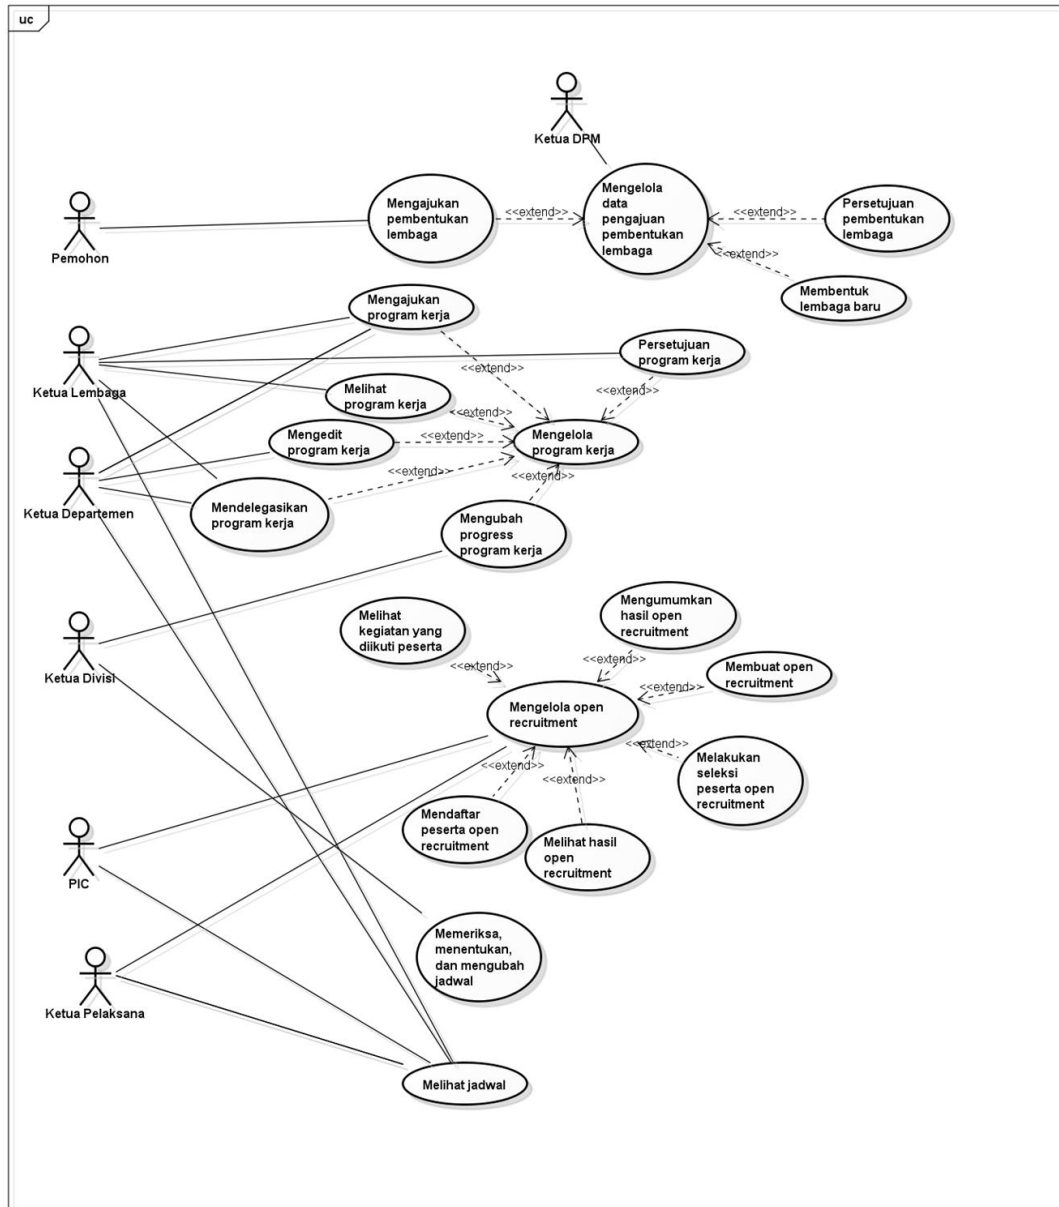 uc
Ketua DPM
Pemohon
Mengajukan
pembentukan
lembaga
<<extend>>
Mengelola
data
pengajuan
pembentukan
lembaga
<<extend>>
Persetujuan
pembentukan
lembaga
<<extend>>
Membentuk
lembaga baru
Mengajukan
program kerja
Ketua Lembaga
Persetujuan
program kerja
<<extend>>
<<extend>>
Melihat
program kerja
<<extend>>
Mengedit
program kerja
<<extend>>
Mengelola
program kerja
Ketua Departemen
Mendelegasikan
program kerja
<<extend>>
<<extend>>
Mengubah
progress
program kerja
Ketua Divisi
Melihat
kegiatan yang
diikuti peserta
<<extend>>
Mengumumkan
hasil open
recruitment
<<extend>>
Membuat open
recruitment
<<extend>>
Mengelola open
recruitment
<<extend>>
Melakukan
seleksi
peserta open
recruitment
<<extend>>
<<extend>>
Mendaftar
peserta open
recruitment
Melihat hasil
open
recruitment
PIC
Memeriksa,
menentukan,
dan mengubah
jadwal
Ketua Pelaksana
Melihat jadwal